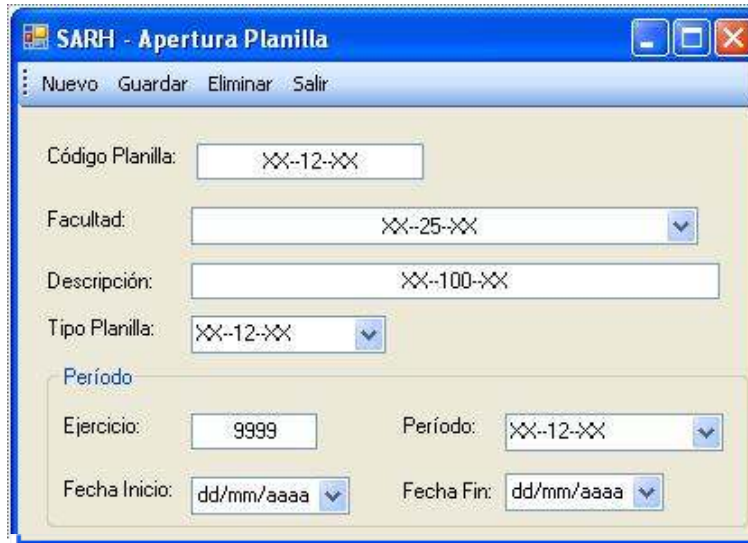 SARH - Apertura Planilla
Nuevo Guardar Eliminar Salir
Código Planilla: XX--12--XX
Facultad: XX--25--XX
Descripción: XX--100--XX
Tipo Planilla: XX--12--XX
Período
Ejercicio: 9999 Período: XX--12--XX
Fecha Inicio: dd/mm/aaaa Fecha Fin: dd/mm/aaaa